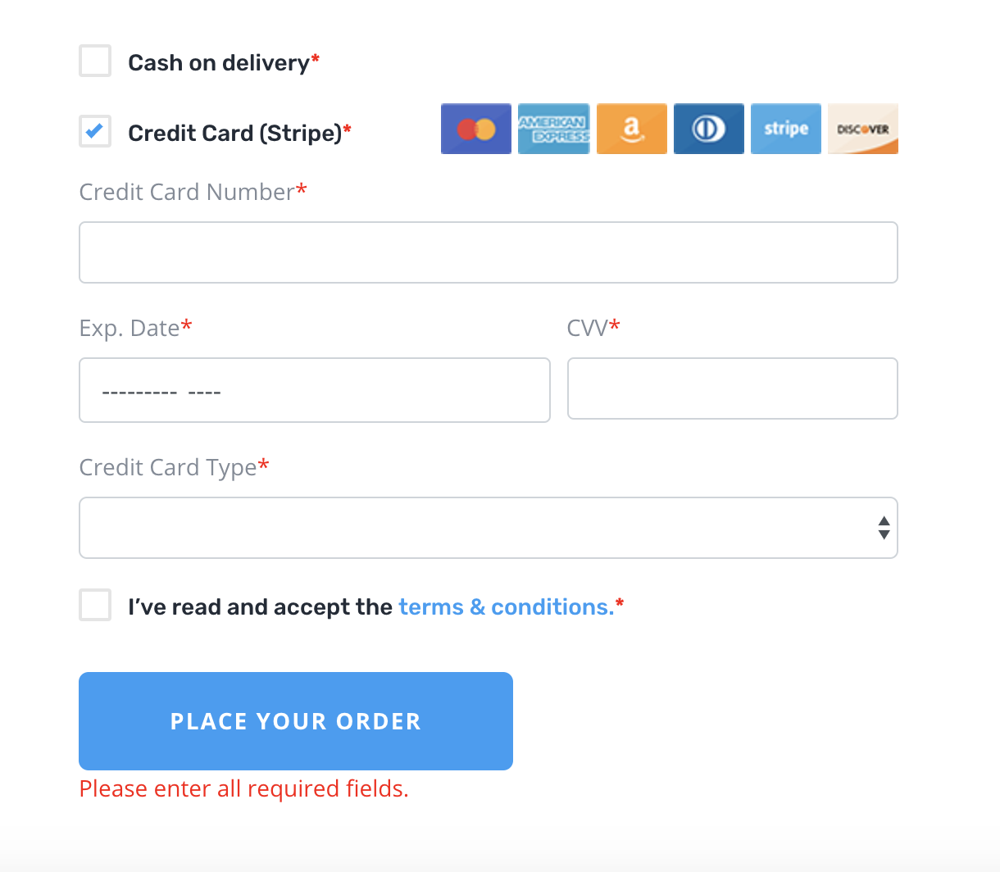 Cash on delivery*
Credit Card (Stripe)*
AMERICAN
EXPRESS
a
stripe
DISCOVER
Credit Card Number*
Exp. Date*
CVV*
--------- ----
Credit Card Type*
I’ve read and accept the terms & conditions.*
PLACE YOUR ORDER
Please enter all required fields.